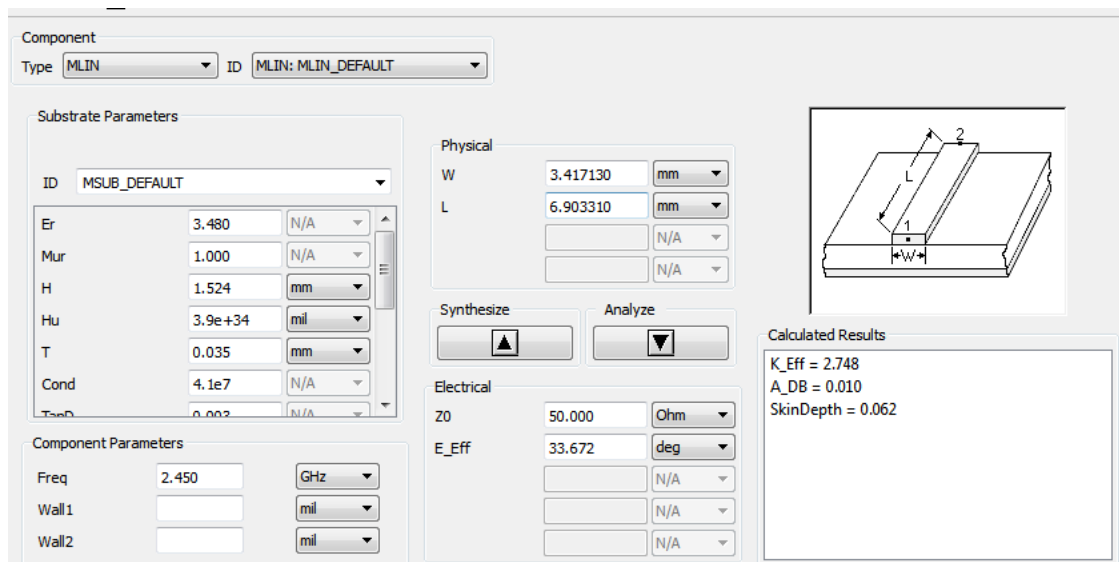 Component
Type MLIN ID MLIN: MLIN_DEFAULT
Substrate Parameters
ID MSUB_DEFAULT
Er 3.480 N/A
Mur 1.000 N/A
H 1.524 mm
Hu 3.9e+34 mil
T 0.035 mm
Cond 4.1e7 N/A
TanD 0.003 N/A
Component Parameters
Freq 2.450 GHz
Wall1 mil
Wall2 mil
Physical
W 3.417130 mm
L 6.903310 mm
N/A
N/A
Synthesize Analyze
Electrical
Z0 50.000 Ohm
E_Eff 33.672 deg
N/A
N/A
N/A
2
L
1
W
Calculated Results
K_Eff = 2.748
A_DB = 0.010
SkinDepth = 0.062